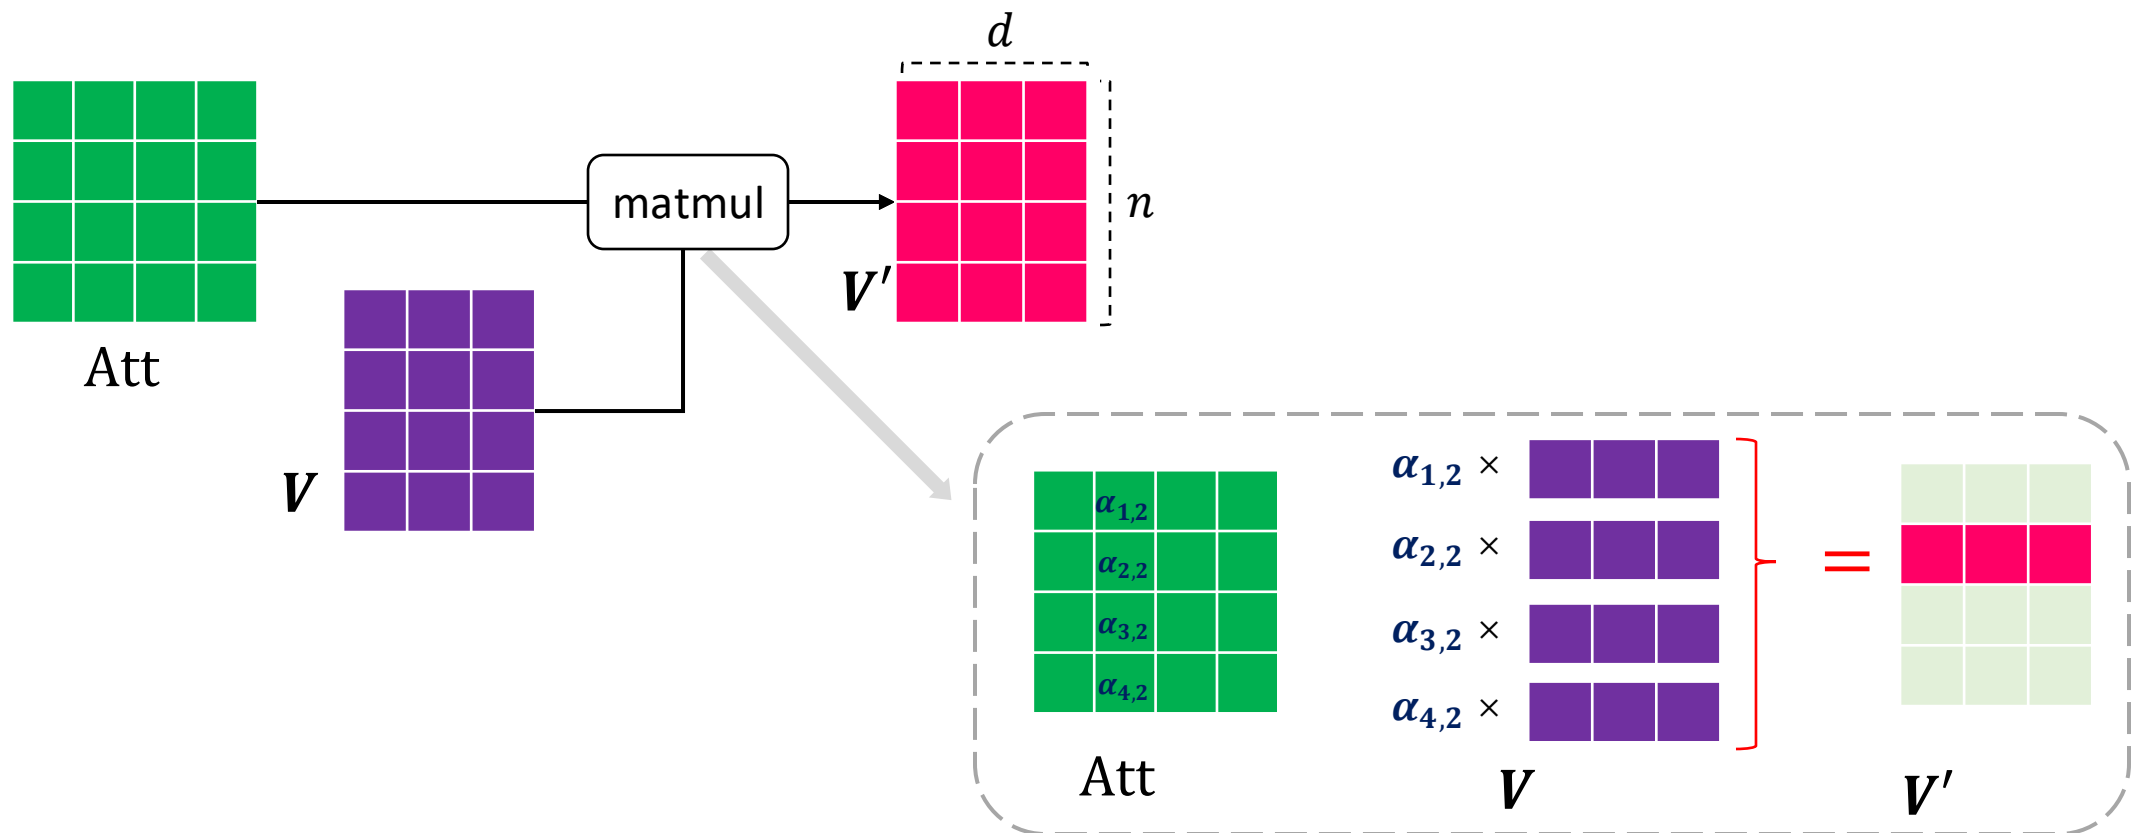 d
matmul
n
V′
Att
V
α1,2
α2,2
α3,2
α4,2
α1,2 ×
α2,2 ×
α3,2 ×
α4,2 ×
=
Att
V
V′